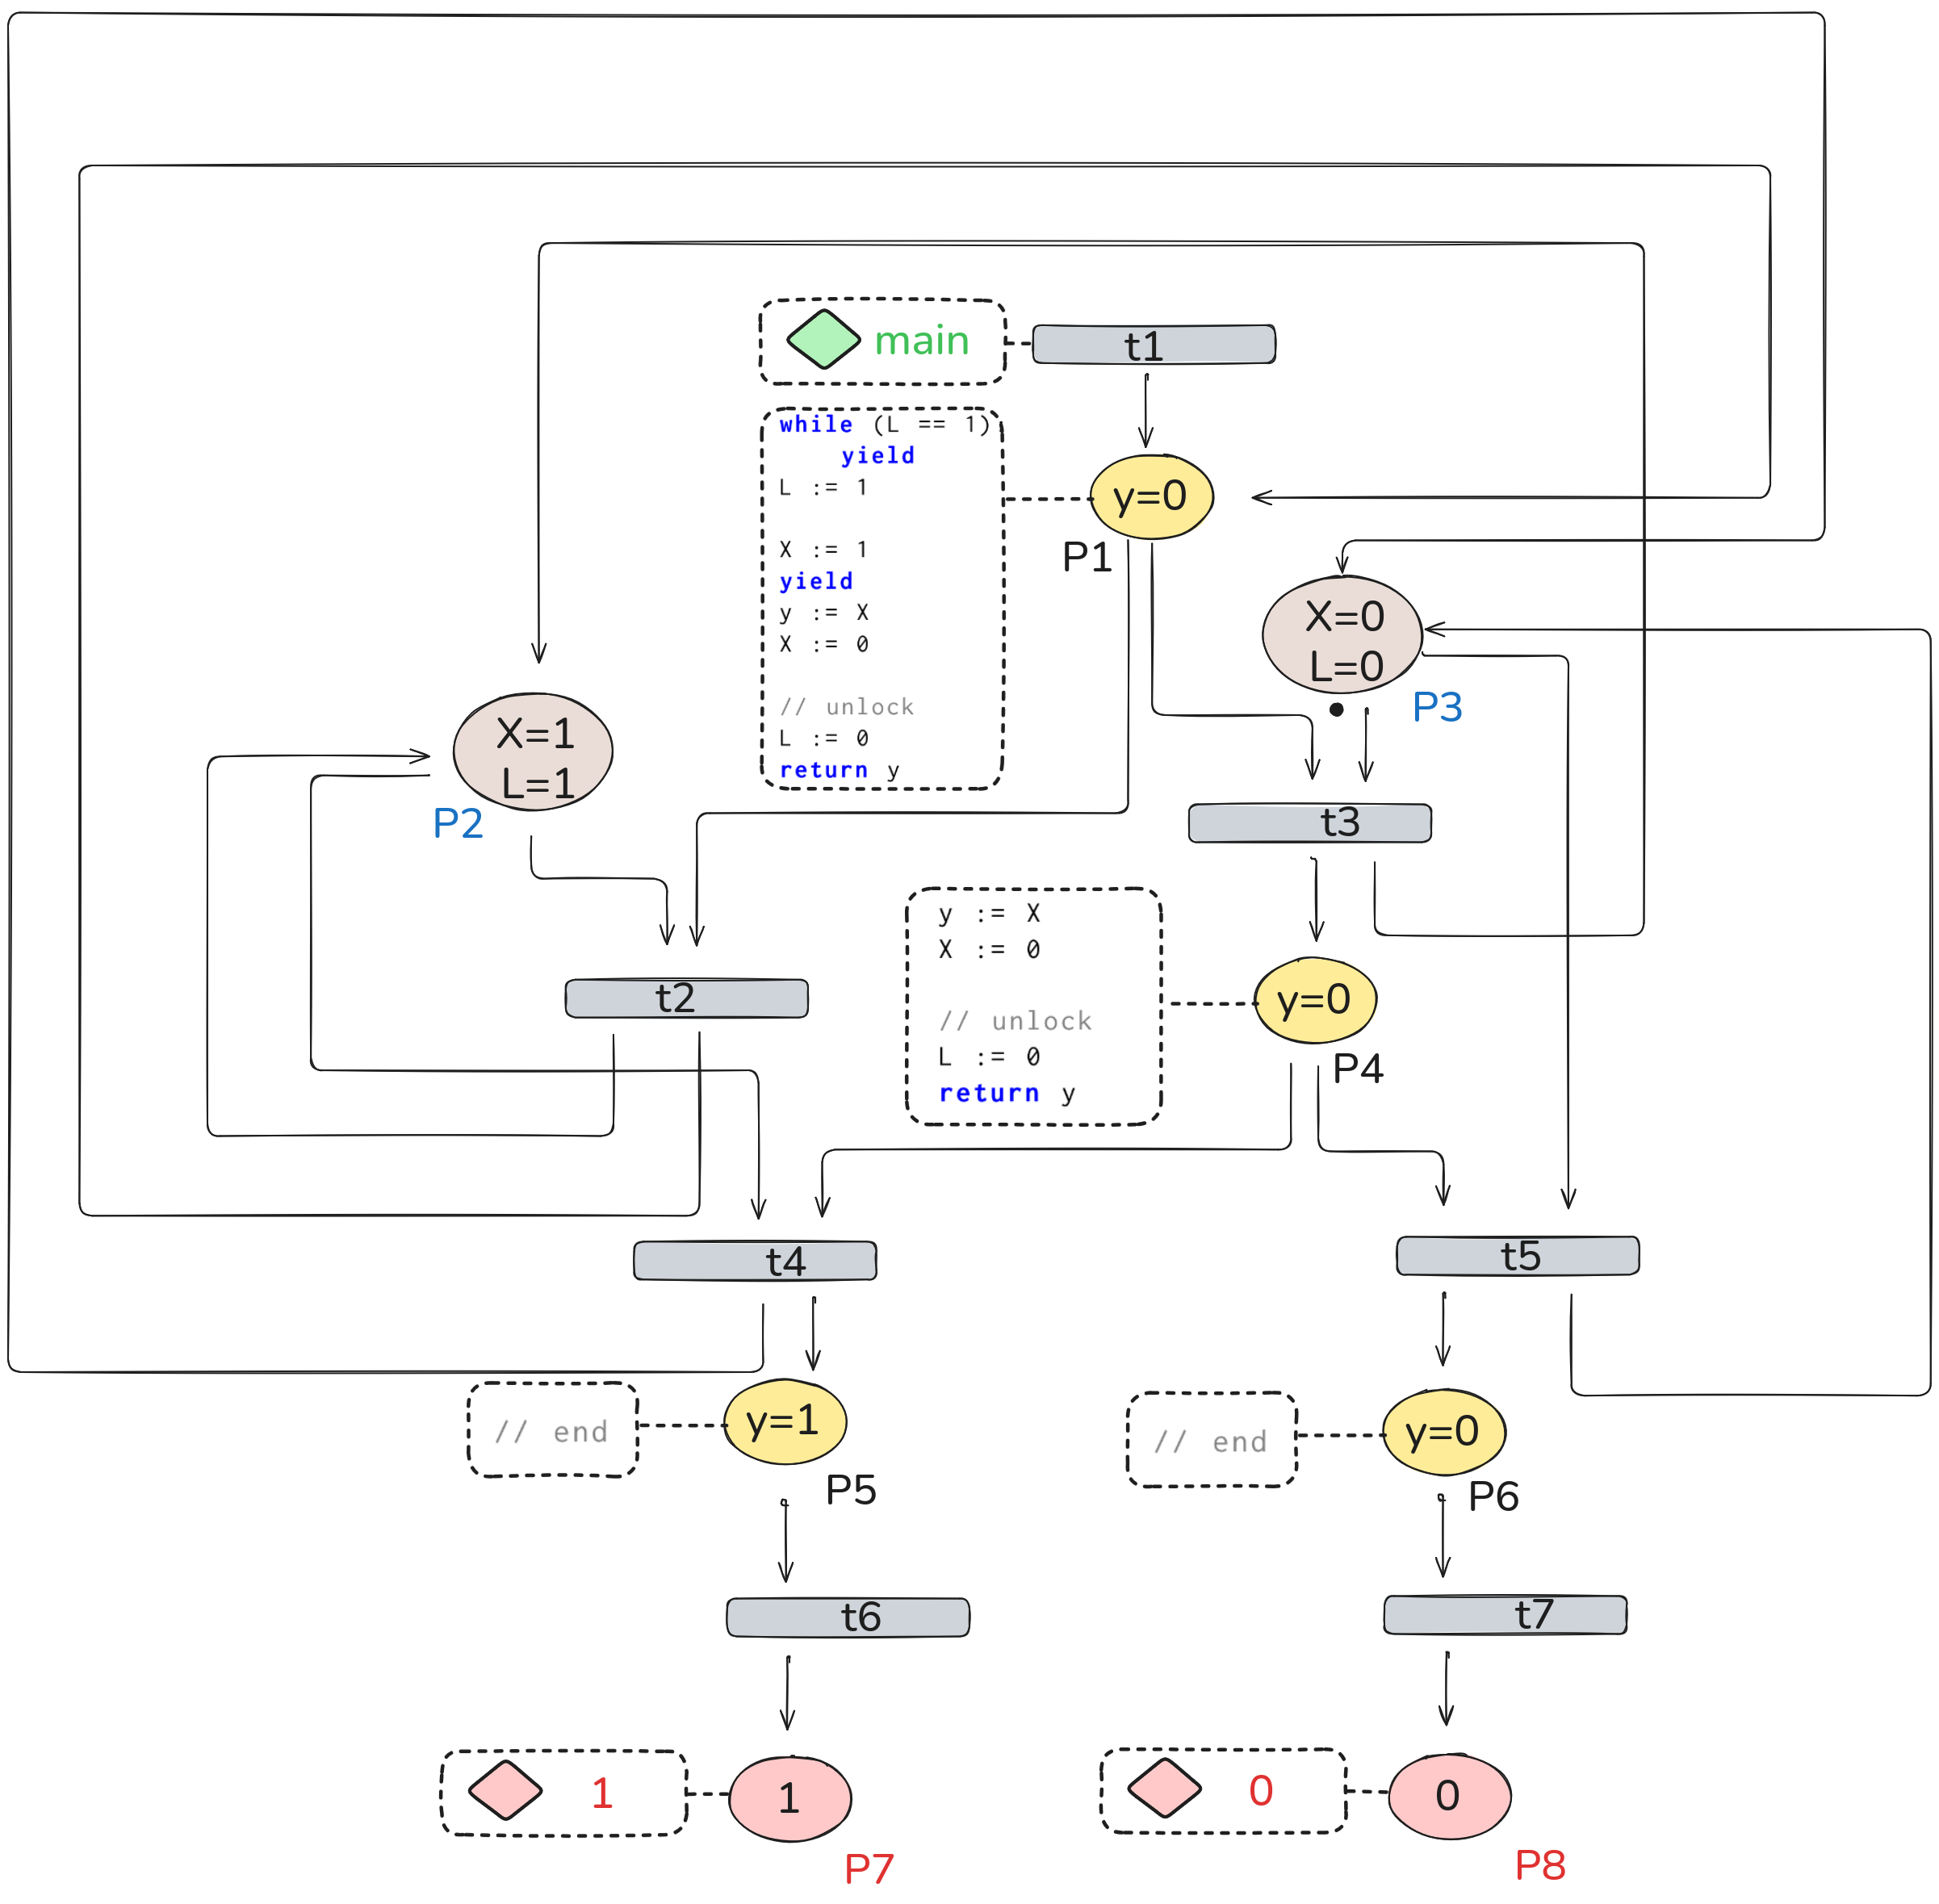 main
t1
while (L == 1)
yield
L := 1
X := 1
yield
y := X
X := 0
// unlock
L := 0
return y
y=0
P1
X=0
L=0
P3
X=1
L=1
P2
t3
y := X
X := 0
// unlock
L := 0
return y
y=0
P4
t2
t4
t5
// end
y=1
P5
// end
y=0
P6
t6
t7
1
1
P7
0
0
P8